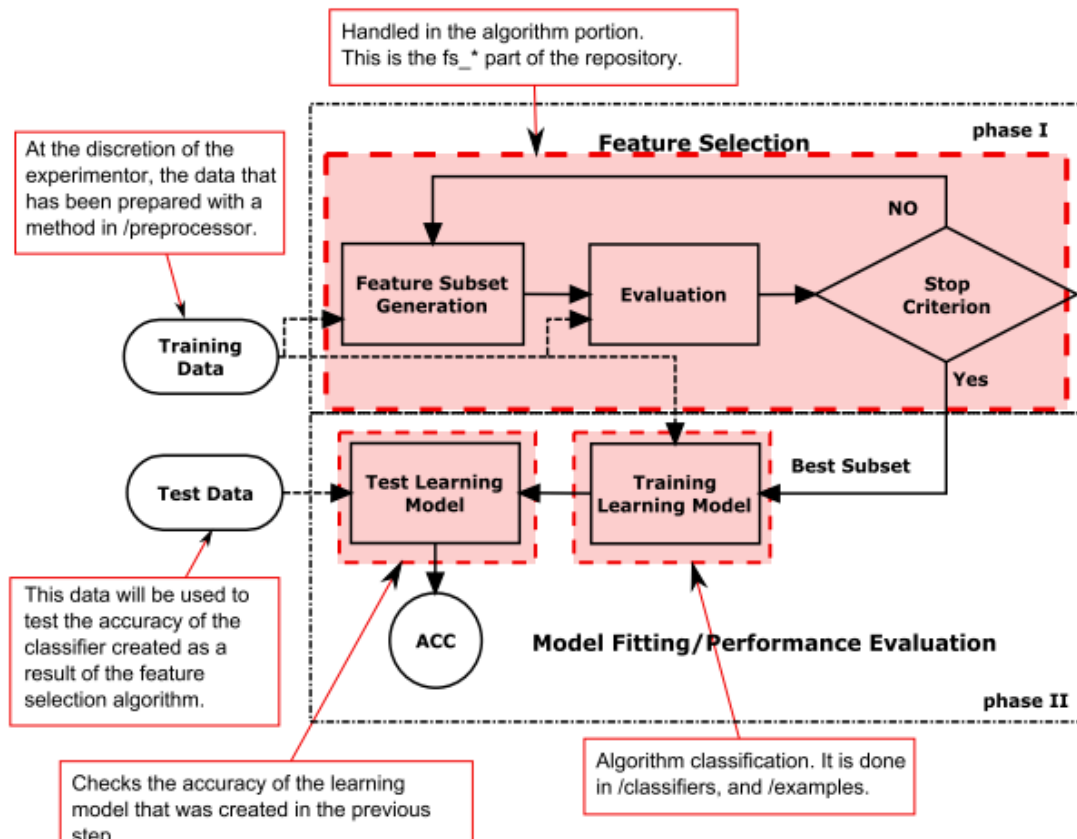 Handled in the algorithm portion.
This is the fs_* part of the repository.
phase I
Feature Selection
At the discretion of the
experimentor, the data that
has been prepared with a
method in /preprocessor.
NO
Feature Subset
Generation
Evaluation
Stop
Criterion
Training
Data
Yes
Best Subset
Test Data
Test Learning
Model
Training
Learning Model
This data will be used to
test the accuracy of the
classifier created as a
result of the feature
selection algorithm.
ACC
Model Fitting/Performance Evaluation
phase II
Algorithm classification. It is done
in /classifiers, and /examples.
Checks the accuracy of the learning
model that was created in the previous
step